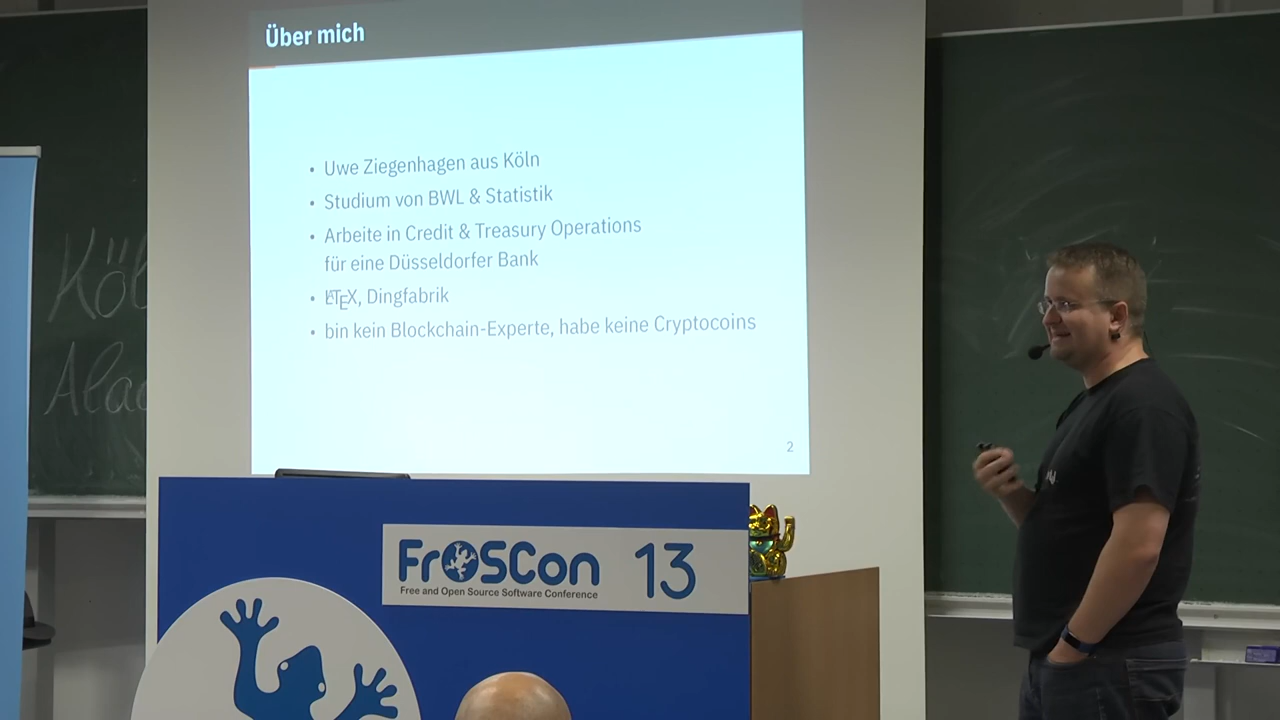 Über mich
• Uwe Ziegenhagen aus Köln
• Studium von BWL & Statistik
• Arbeite in Credit & Treasury Operations
für eine Düsseldorfer Bank
• LATEX, Dingfabrik
• bin kein Blockchain-Experte, habe keine Cryptocoins
2
FrOSCon 13
Free and Open Source Software Conference